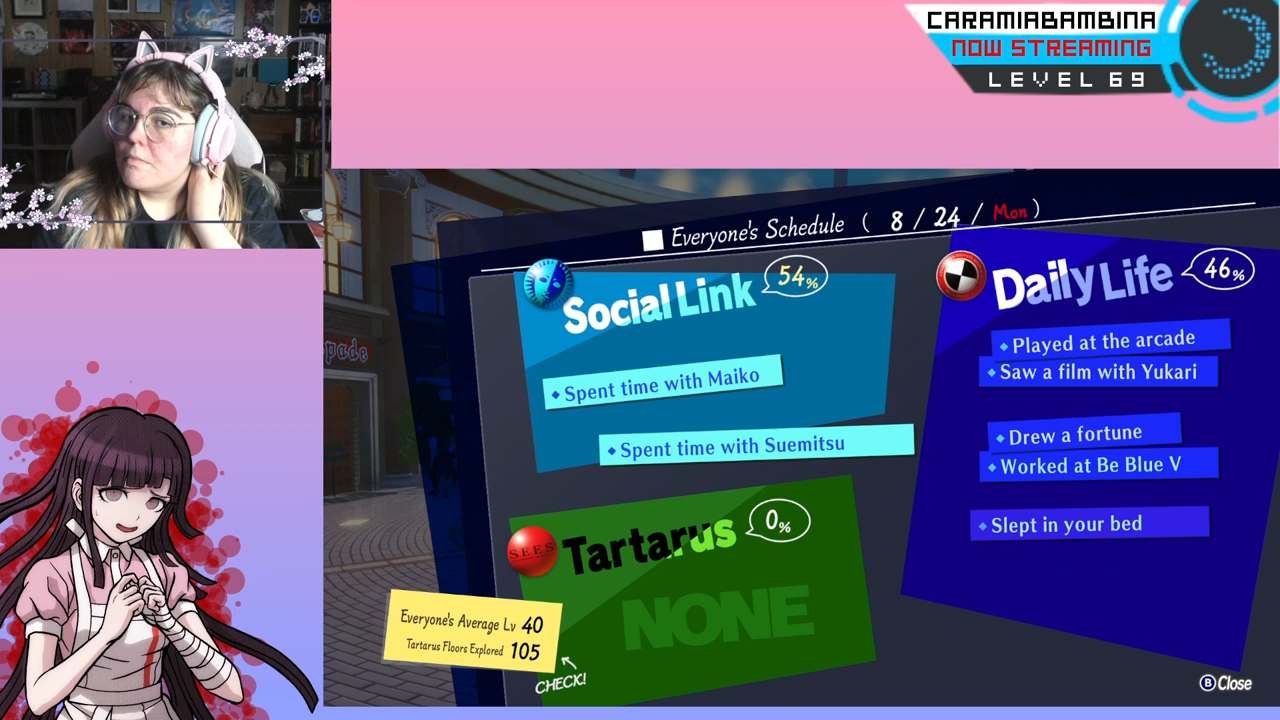 CARAMIABAMBINA
NOW STREAMING
LEVEL 69
Everyone's Schedule ( 8 / 24 / Mon )
Social Link 54%
Spent time with Maiko
Spent time with Suemitsu
Daily Life 46%
Played at the arcade
Saw a film with Yukari
Drew a fortune
Worked at Be Blue V
Slept in your bed
SEES
Tartarus 0%
NONE
Everyone's Average Lv 40
Tartarus Floors Explored 105
CHECK!
pade
B Close